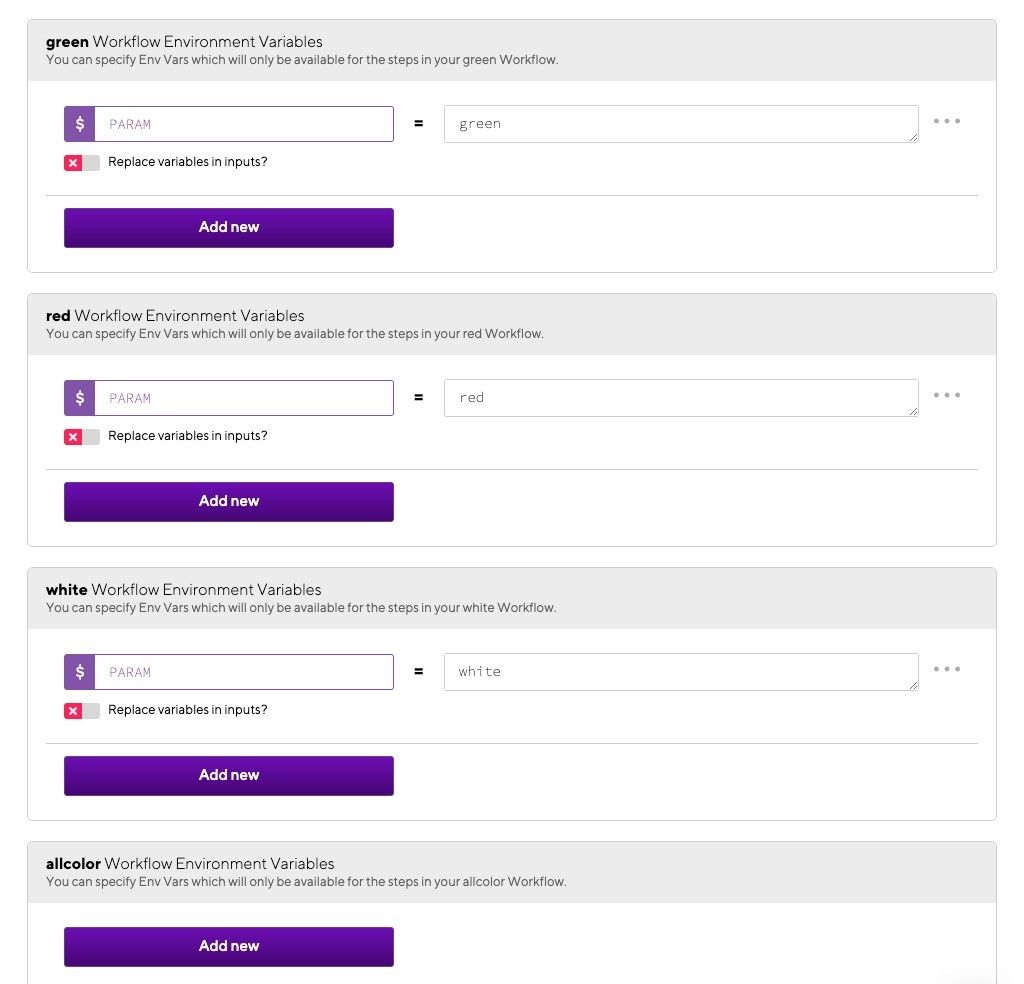 green Workflow Environment Variables
You can specify Env Vars which will only be available for the steps in your green Workflow.
$ PARAM = green
Replace variables in inputs?
Add new
red Workflow Environment Variables
You can specify Env Vars which will only be available for the steps in your red Workflow.
$ PARAM = red
Replace variables in inputs?
Add new
white Workflow Environment Variables
You can specify Env Vars which will only be available for the steps in your white Workflow.
$ PARAM = white
Replace variables in inputs?
Add new
allcolor Workflow Environment Variables
You can specify Env Vars which will only be available for the steps in your allcolor Workflow.
Add new